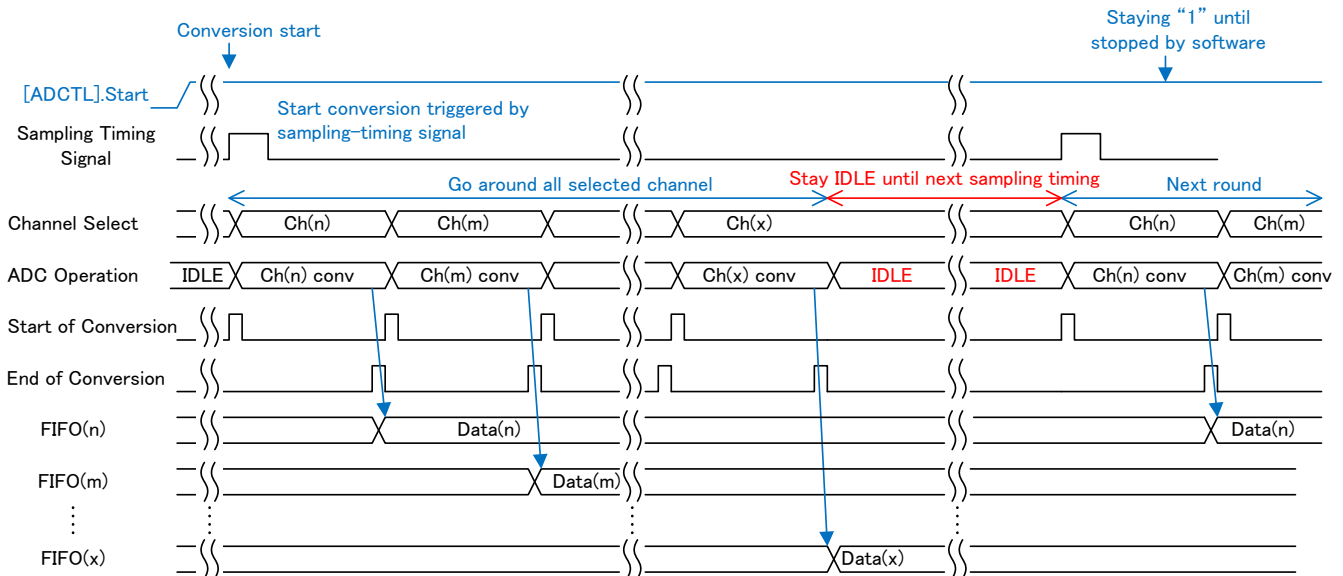 Conversion start
Staying “1” until
stopped by software
[ADCTL].Start
Start conversion triggered by
sampling-timing signal
Sampling Timing
Signal
Go around all selected channel
Stay IDLE until next sampling timing
Next round
Channel Select
Ch(n)
Ch(m)
Ch(x)
Ch(n)
Ch(m)
ADC Operation
IDLE
Ch(n) conv
Ch(m) conv
Ch(x) conv
IDLE
IDLE
Ch(n) conv
Ch(m) conv
Start of Conversion
End of Conversion
FIFO(n)
Data(n)
Data(n)
FIFO(m)
Data(m)
FIFO(x)
Data(x)